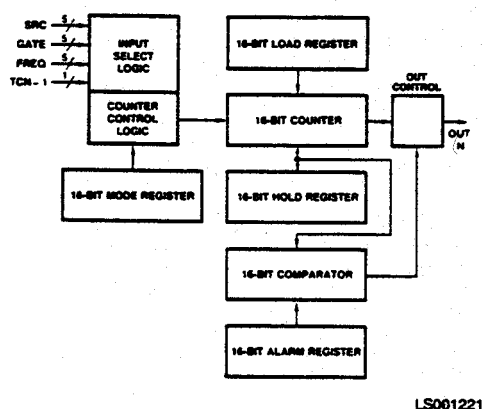 SRC 5
GATE 5
FREQ 5
TCN-1 1
INPUT
SELECT
LOGIC
COUNTER
CONTROL
LOGIC
16-BIT MODE REGISTER
16-BIT LOAD REGISTER
16-BIT COUNTER
16-BIT HOLD REGISTER
16-BIT COMPARATOR
16-BIT ALARM REGISTER
OUT
CONTROL
OUT
N
LS001221